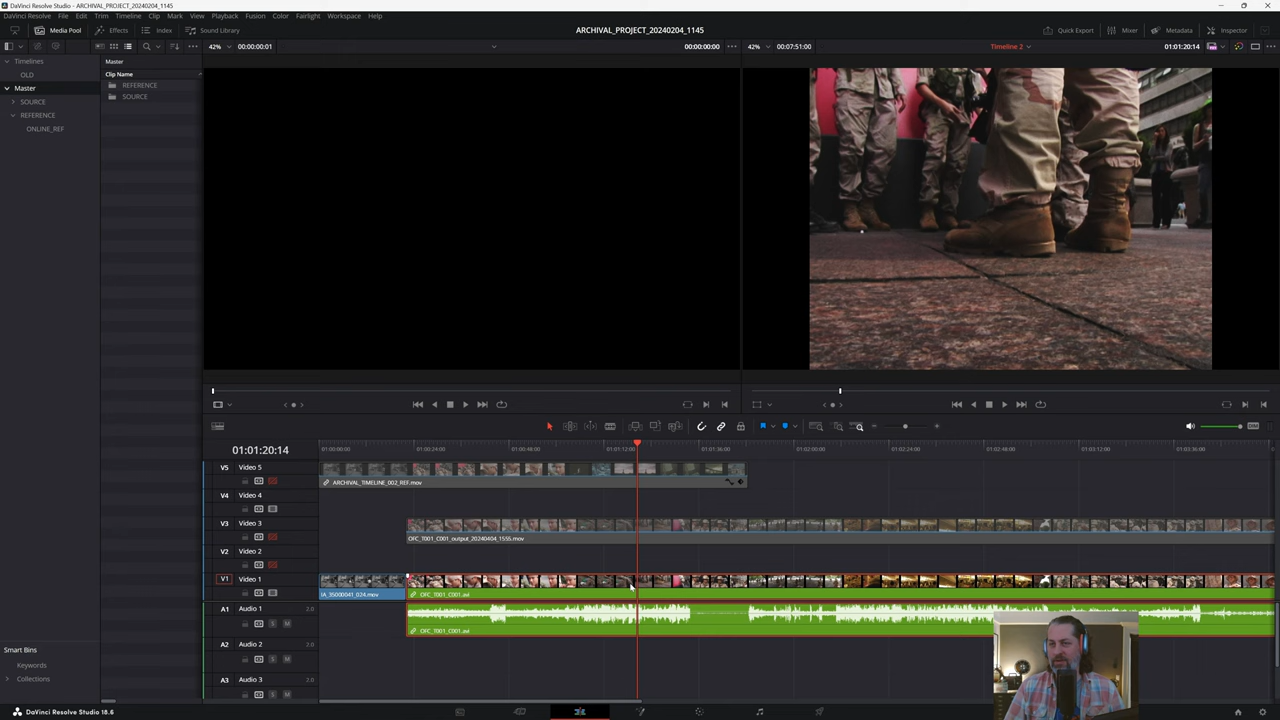 DaVinci Resolve Studio - ARCHIVAL_PROJECT_20240204_1145
DaVinci Resolve Studio File Edit Trim Timeline Clip Mark View Playback Fusion Color Fairlight Workspace Help
Media Pool Effects Index Sound Library ARCHIVAL_PROJECT_20240204_1145 Quick Export Mixer Metadata Inspector
42% 00:00:00:01 00:00:00:00 42% 00:07:51:00 Timeline 2 01:01:20:14
Timelines
OLD
Master
SOURCE
REFERENCE
ONLINE_REF
Master
Clip Name
REFERENCE
SOURCE
01:01:20:14
01:00:00:00 01:00:24:00 01:00:48:00 01:01:12:00 01:01:36:00 01:02:00:00 01:02:24:00 01:02:48:00 01:03:12:00 01:03:36:00
DIM
V5 Video 5
ARCHIVAL_TIMELINE_002_REF.mov
V4 Video 4
V3 Video 3
OFC_T001_C001_output_20240404_1555.mov
V2 Video 2
V1 Video 1
IA_35000041_024.mov OFC_T001_C001.avi
A1 Audio 1 2.0
S M
OFC_T001_C001.avi
A2 Audio 2 2.0
S M
A3 Audio 3 2.0
S M
Smart Bins
Keywords
Collections
DaVinci Resolve Studio 18.6